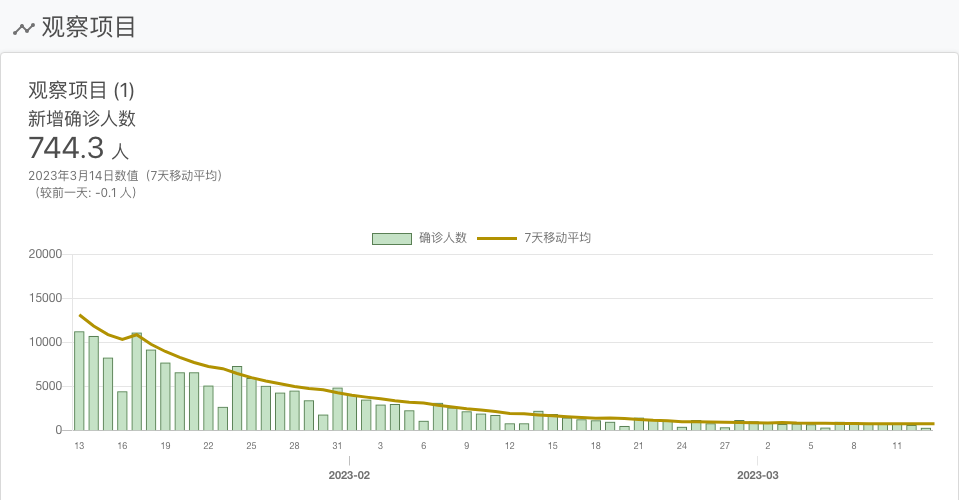 观察项目
观察项目 (1)
新增确诊人数
744.3 人
2023年3月14日数值（7天移动平均）
（较前一天: -0.1 人）
确诊人数 7天移动平均
20000
15000
10000
5000
0
13 16 19 22 25 28 31 3 6 9 12 15 18 21 24 27 2 5 8 11
2023-02 2023-03